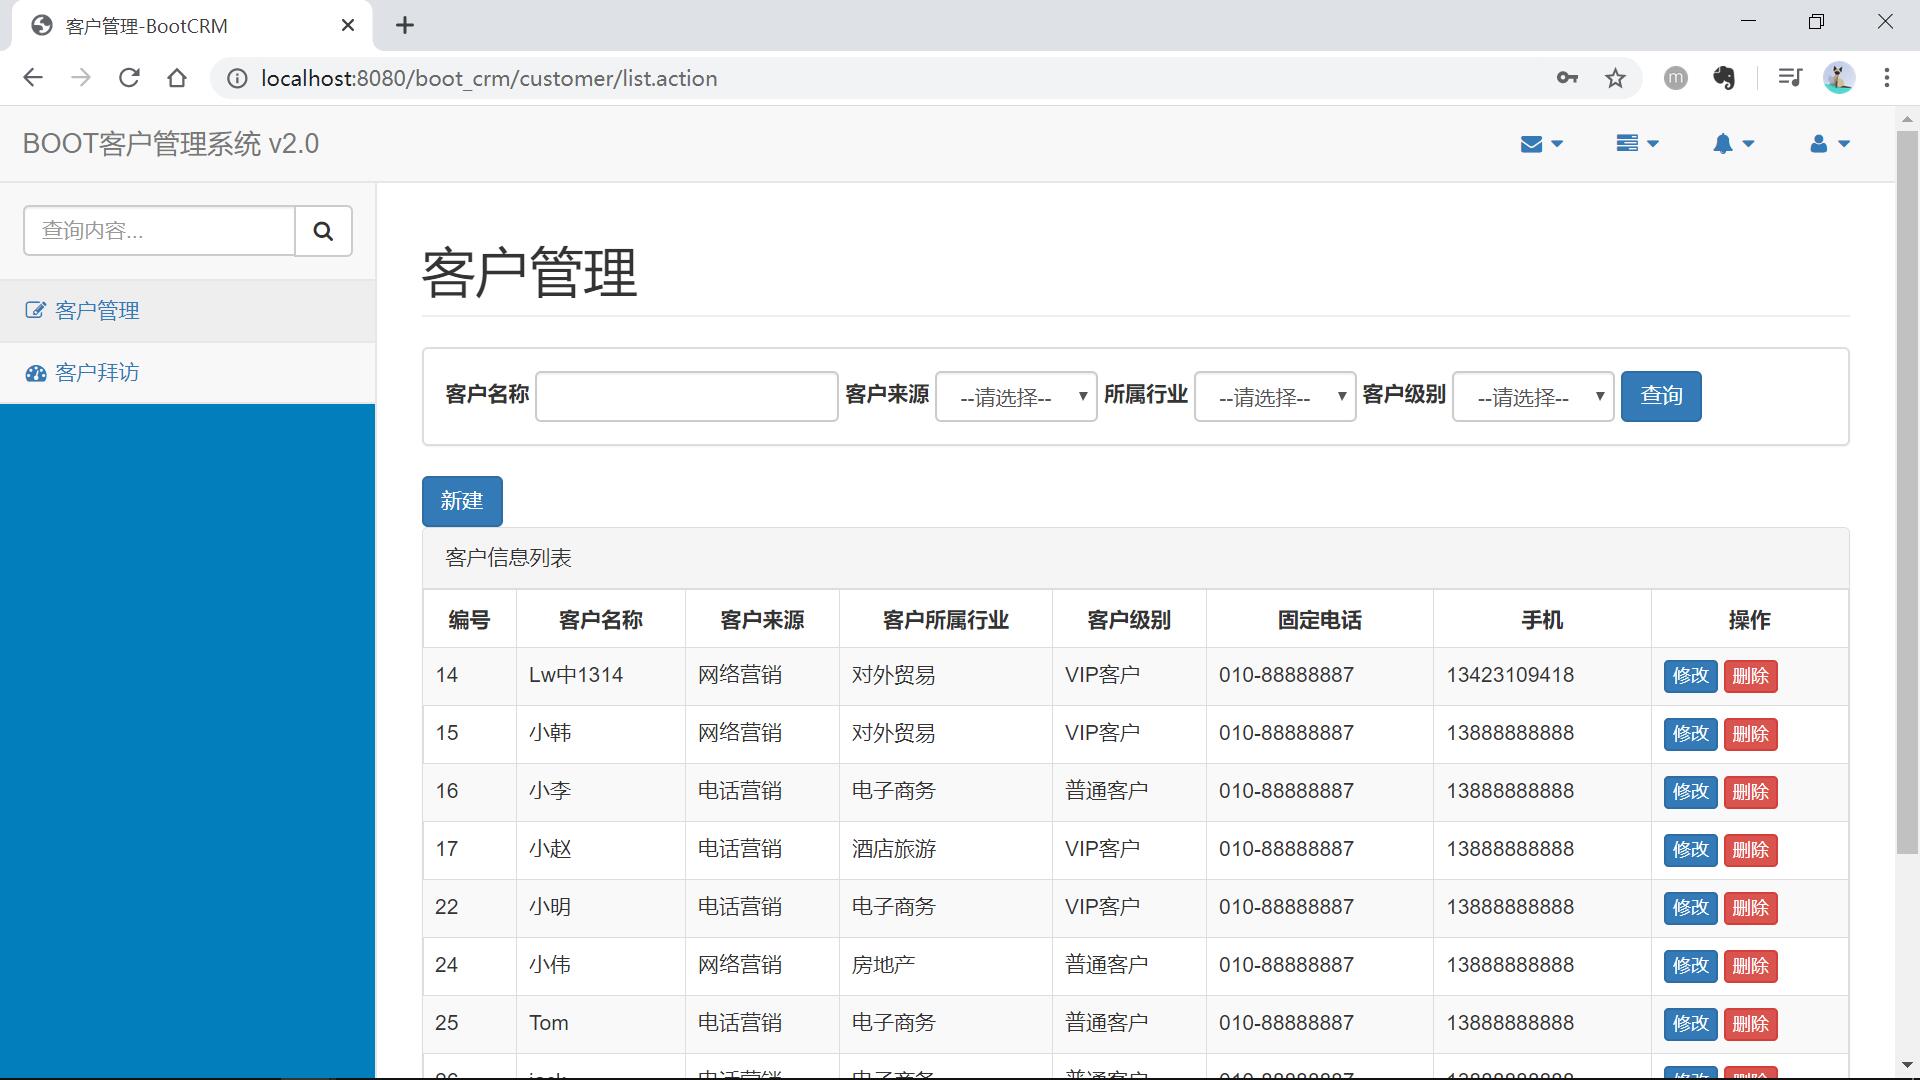 客户管理-BootCRM
localhost:8080/boot_crm/customer/list.action
BOOT客户管理系统 v2.0
查询内容...
客户管理
客户拜访
客户管理
客户名称 客户来源 --请选择-- 所属行业 --请选择-- 客户级别 --请选择-- 查询
新建
客户信息列表
编号 客户名称 客户来源 客户所属行业 客户级别 固定电话 手机 操作
14 Lw中1314 网络营销 对外贸易 VIP客户 010-88888887 13423109418 修改 删除
15 小韩 网络营销 对外贸易 VIP客户 010-88888887 13888888888 修改 删除
16 小李 电话营销 电子商务 普通客户 010-88888887 13888888888 修改 删除
17 小赵 电话营销 酒店旅游 VIP客户 010-88888887 13888888888 修改 删除
22 小明 电话营销 电子商务 VIP客户 010-88888887 13888888888 修改 删除
24 小伟 网络营销 房地产 普通客户 010-88888887 13888888888 修改 删除
25 Tom 电话营销 电子商务 普通客户 010-88888887 13888888888 修改 删除